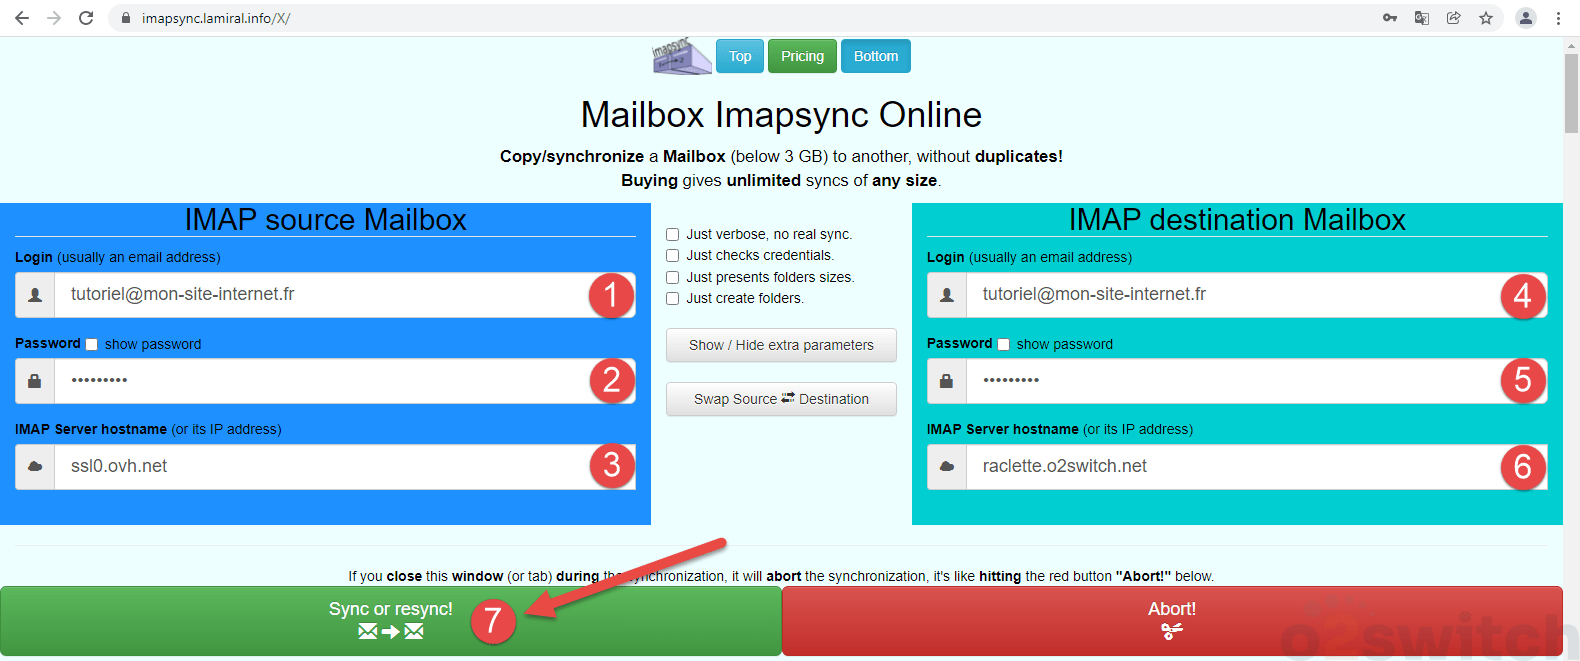 imapsync.lamiral.info/X/
imapsync
Top
Pricing
Bottom
Mailbox Imapsync Online
Copy/synchronize a Mailbox (below 3 GB) to another, without duplicates!
Buying gives unlimited syncs of any size.
IMAP source Mailbox
Login (usually an email address)
tutoriel@mon-site-internet.fr
1
Password show password
•••••••••
2
IMAP Server hostname (or its IP address)
ssl0.ovh.net
3
Just verbose, no real sync.
Just checks credentials.
Just presents folders sizes.
Just create folders.
Show / Hide extra parameters
Swap Source Destination
IMAP destination Mailbox
Login (usually an email address)
tutoriel@mon-site-internet.fr
4
Password show password
•••••••••
5
IMAP Server hostname (or its IP address)
raclette.o2switch.net
6
If you close this window (or tab) during the synchronization, it will abort the synchronization, it's like hitting the red button "Abort!" below.
Sync or resync!
7
Abort!
o2switch